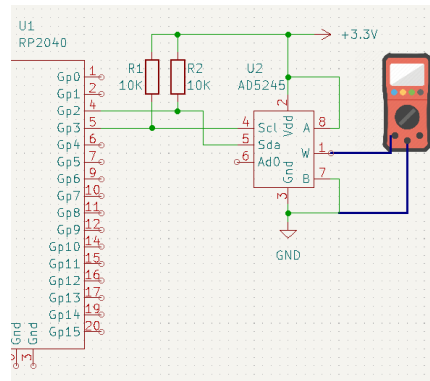 U1
RP2040
Gp0 1
Gp1 2
Gp2 4
Gp3 5
Gp4 6
Gp5 7
Gp6 9
Gp7 10
Gp8 11
Gp9 12
Gp10 14
Gp11 15
Gp12 16
Gp13 17
Gp14 19
Gp15 20
Gnd
Gnd
3
R1
10K
R2
10K
+3.3V
U2
AD5245
4 Scl
5 Sda
6 Ad0
2
Vdd
Gnd
3
A 8
W 1
B 7
GND